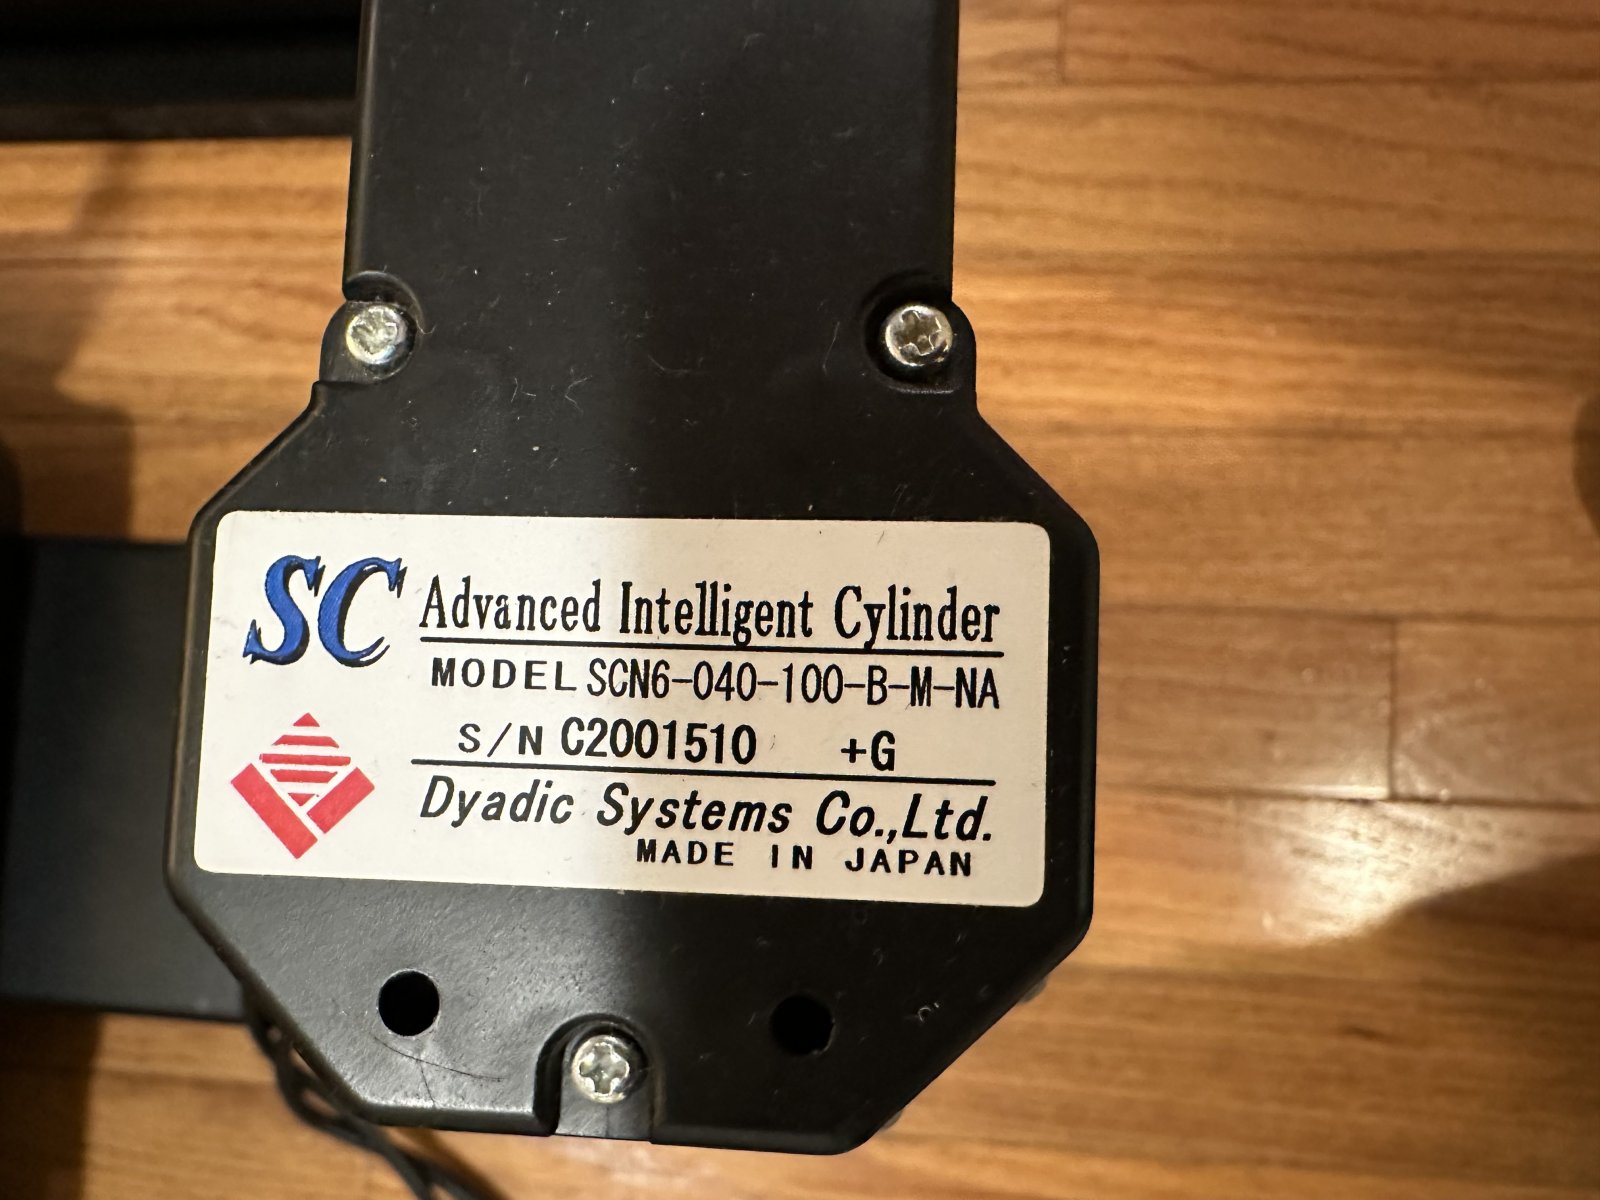 SC Advanced Intelligent Cylinder
MODEL SCN6-040-100-B-M-NA
S/N C2001510 +G
Dyadic Systems Co.,Ltd.
MADE IN JAPAN